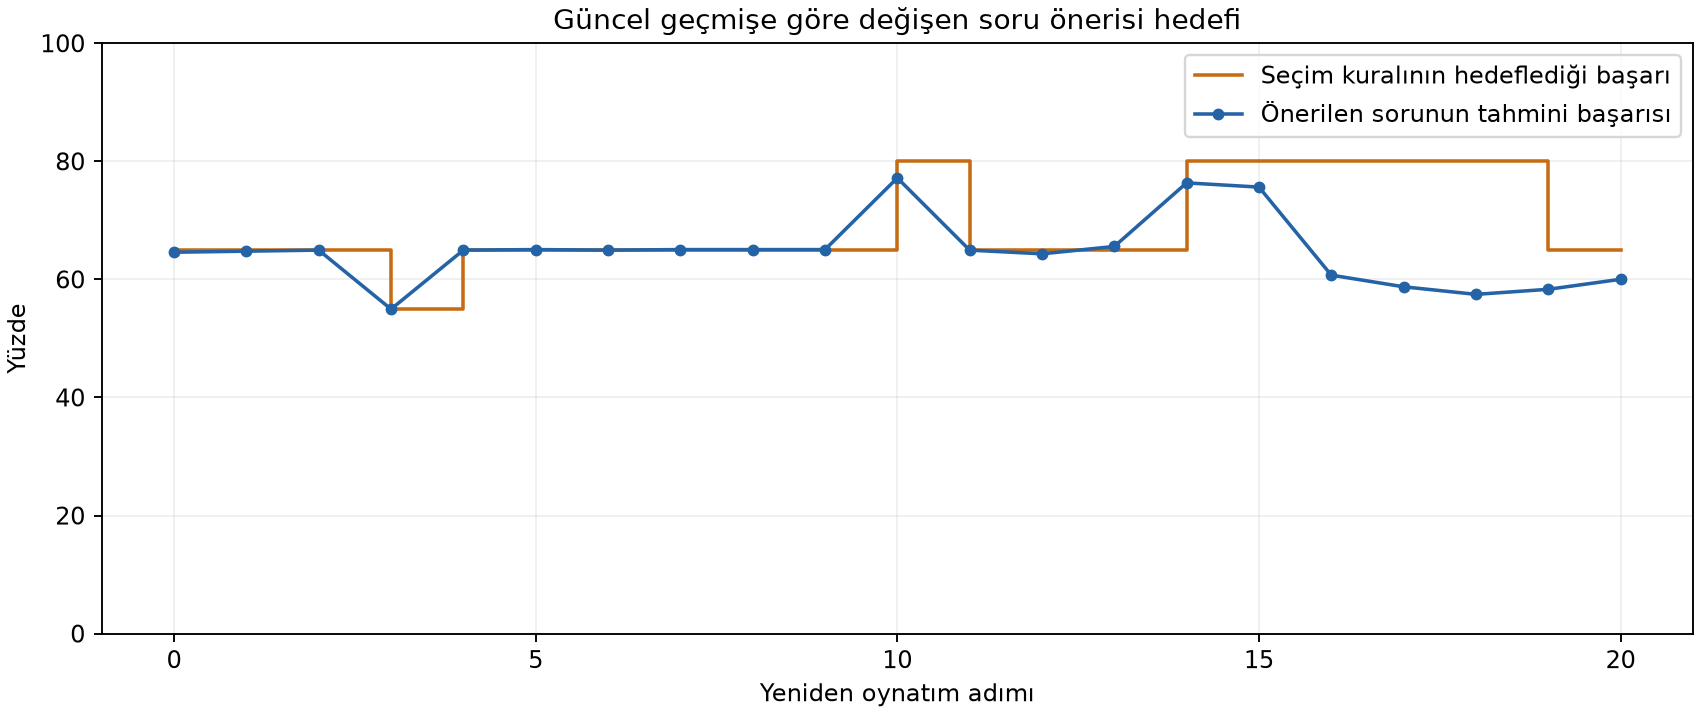 Güncel geçmişe göre değişen soru önerisi hedefi
Yüzde
100
80
60
40
20
0
Seçim kuralının hedeflediği başarı
Önerilen sorunun tahmini başarısı
0 5 10 15 20
Yeniden oynatım adımı